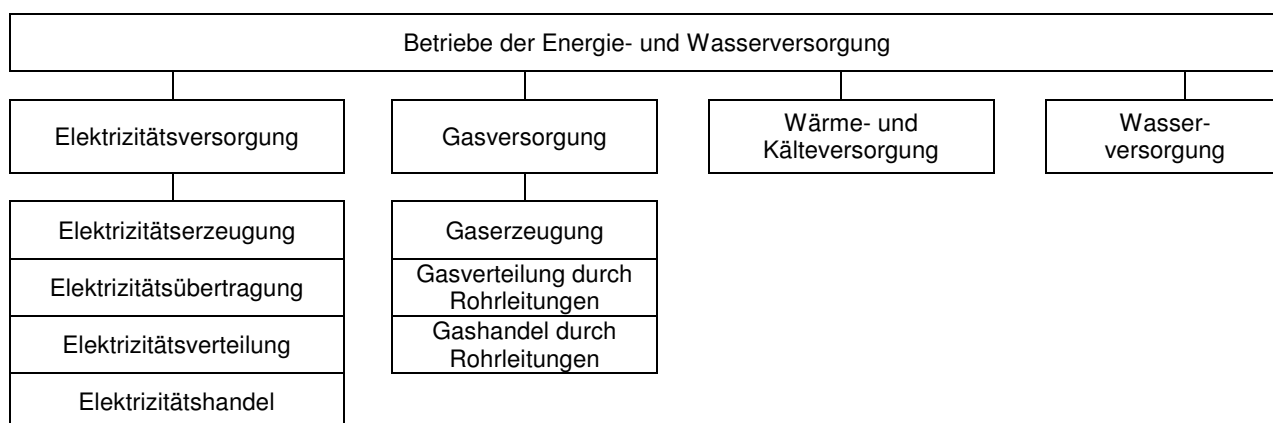 Betriebe der Energie- und Wasserversorgung
Elektrizitätsversorgung
Gasversorgung
Wärme- und
Kälteversorgung
Wasser-
versorgung
Elektrizitätserzeugung
Elektrizitätsübertragung
Elektrizitätsverteilung
Elektrizitätshandel
Gaserzeugung
Gasverteilung durch
Rohrleitungen
Gashandel durch
Rohrleitungen